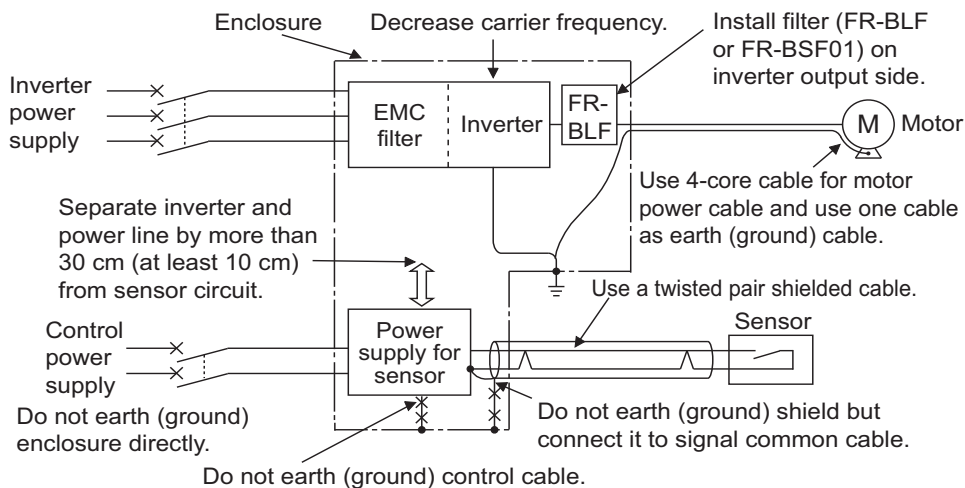 Enclosure
Decrease carrier frequency.
Install filter (FR-BLF
or FR-BSF01) on
inverter output side.
Inverter
power
supply
EMC
filter
Inverter
FR-
BLF
M
Motor
Use 4-core cable for motor
power cable and use one cable
as earth (ground) cable.
Separate inverter and
power line by more than
30 cm (at least 10 cm)
from sensor circuit.
Use a twisted pair shielded cable.
Control
power
supply
Power
supply for
sensor
Sensor
Do not earth (ground)
enclosure directly.
Do not earth (ground) shield but
connect it to signal common cable.
Do not earth (ground) control cable.